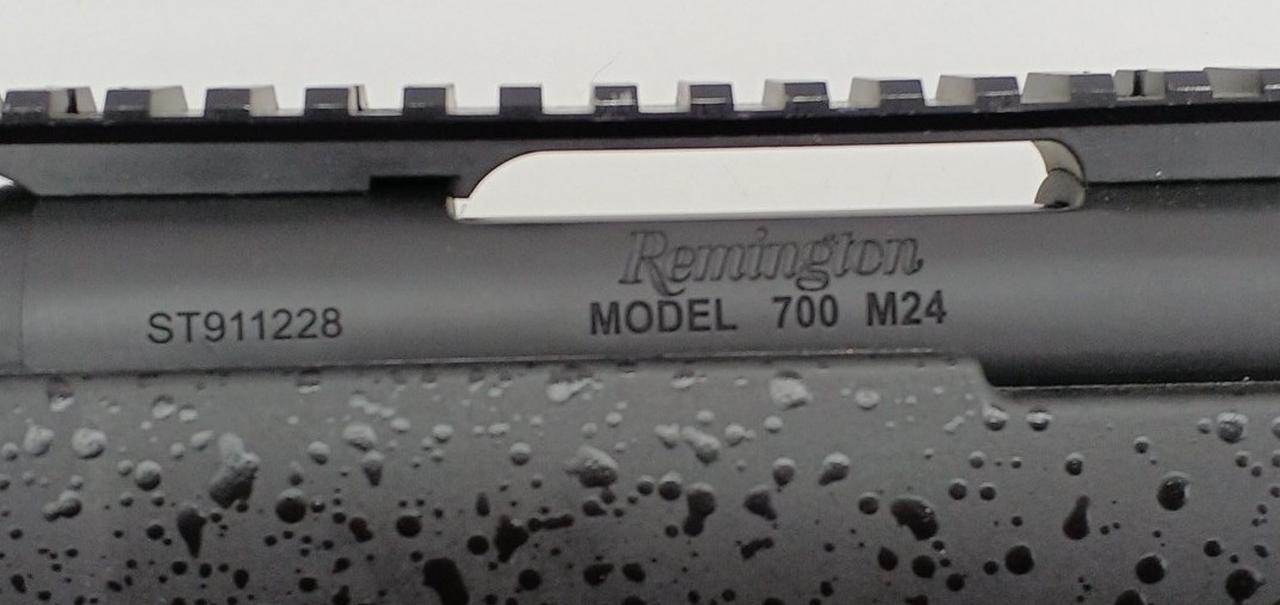 Remington
ST911228
MODEL 700 M24